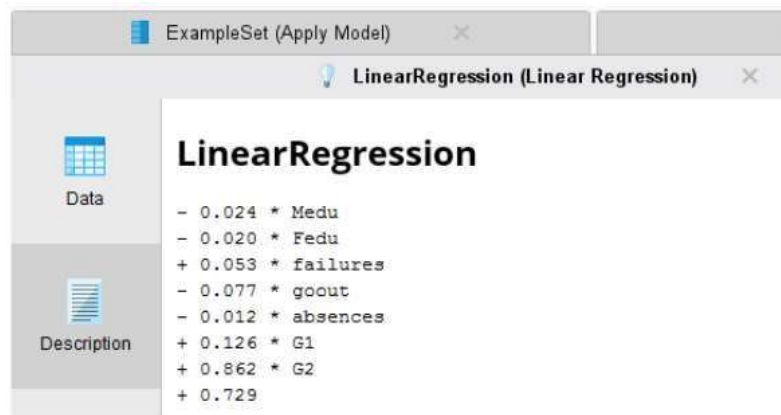 ExampleSet (Apply Model)
LinearRegression (Linear Regression)
Data
Description
LinearRegression
- 0.024 * Medu
- 0.020 * Fedu
+ 0.053 * failures
- 0.077 * goout
- 0.012 * absences
+ 0.126 * G1
+ 0.862 * G2
+ 0.729